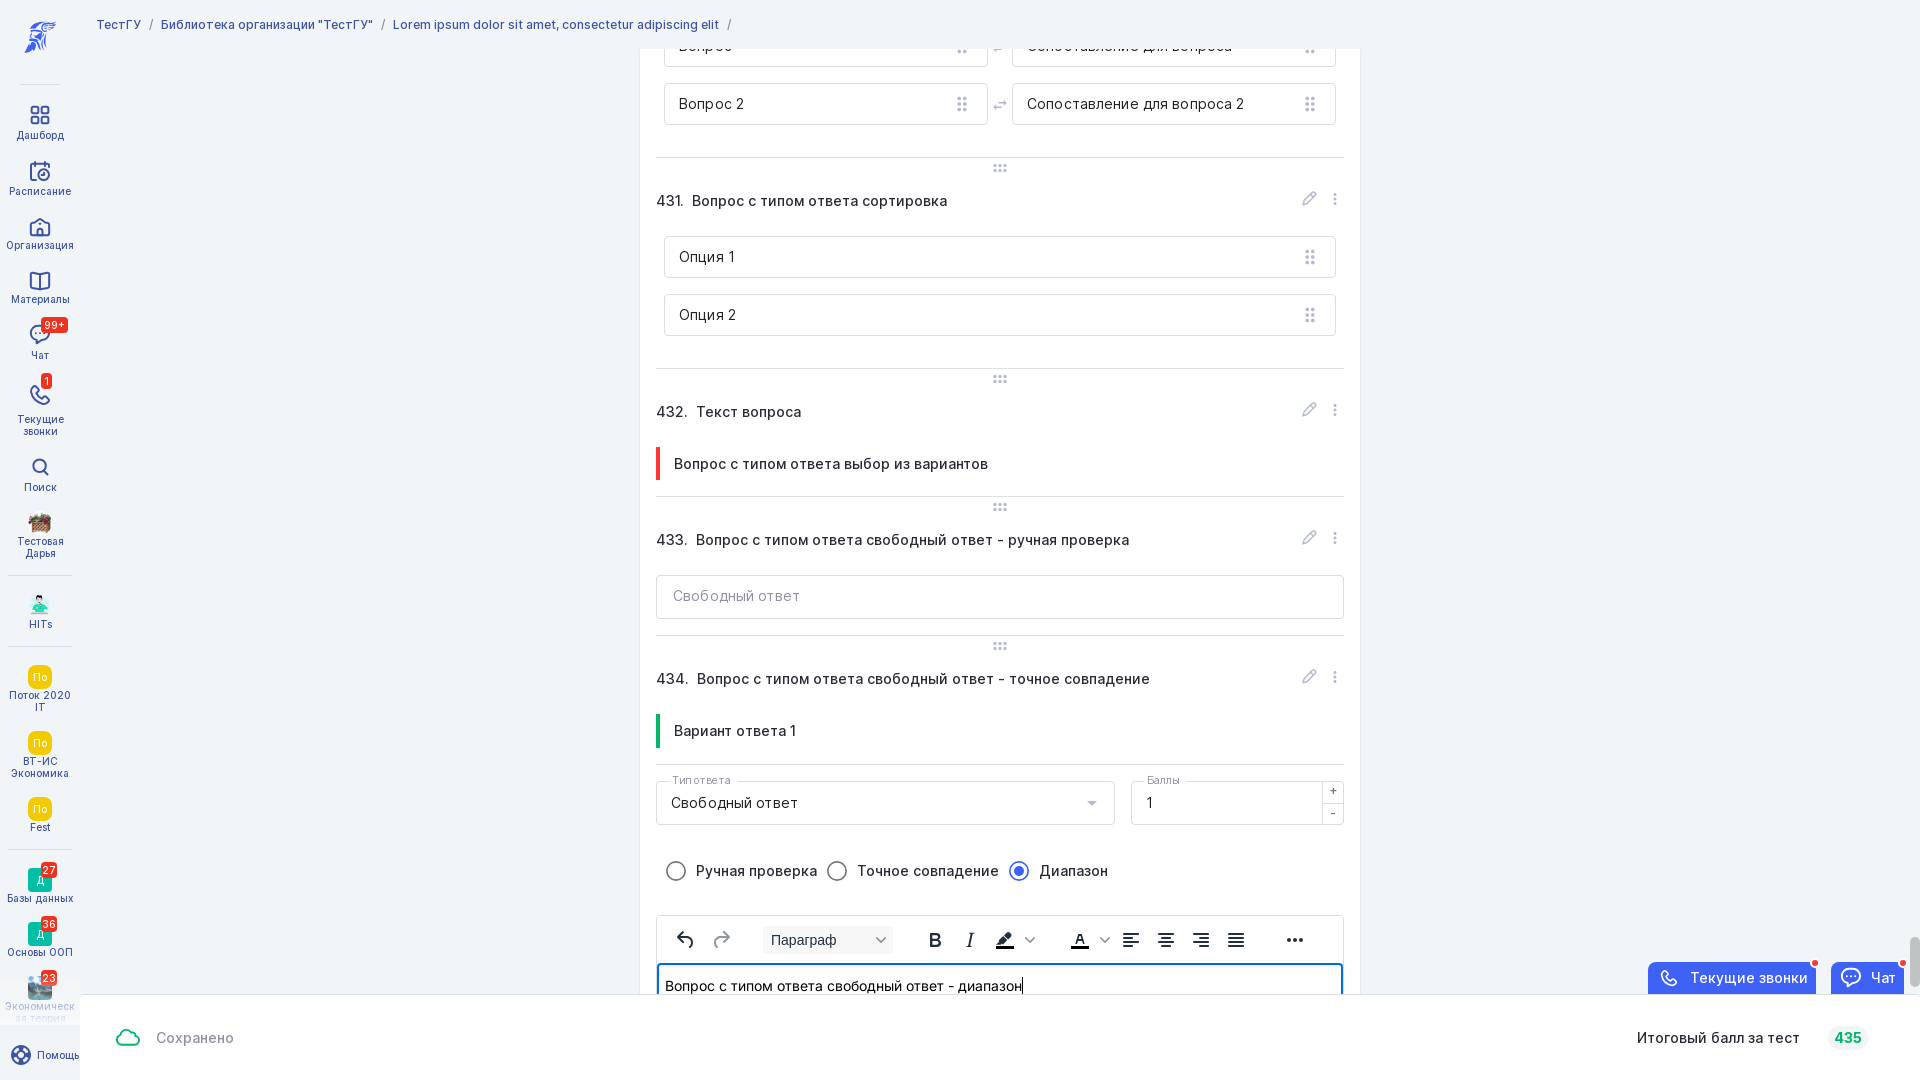 ТестГУ / Библиотека организации "ТестГУ" / Lorem ipsum dolor sit amet, consectetur adipiscing elit /
Дашборд
Расписание
Организация
Материалы
99+
Чат
1
Текущие
звонки
Поиск
Тестовая
Дарья
HITs
По
Поток 2020
IT
По
ВТ-ИС
Экономика
По
Fest
27
Д
Базы данных
36
Д
Основы ООП
23
Экономическ
ая теория
Помощь
Вопрос
Сопоставление для вопроса
Вопрос 2
Сопоставление для вопроса 2
431. Вопрос с типом ответа сортировка
Опция 1
Опция 2
432. Текст вопроса
Вопрос с типом ответа выбор из вариантов
433. Вопрос с типом ответа свободный ответ - ручная проверка
Свободный ответ
434. Вопрос с типом ответа свободный ответ - точное совпадение
Вариант ответа 1
Тип ответа
Свободный ответ
Баллы
1
+
-
Ручная проверка
Точное совпадение
Диапазон
Параграф
B I A
Вопрос с типом ответа свободный ответ - диапазон
Текущие звонки
Чат
Сохранено
Итоговый балл за тест 435